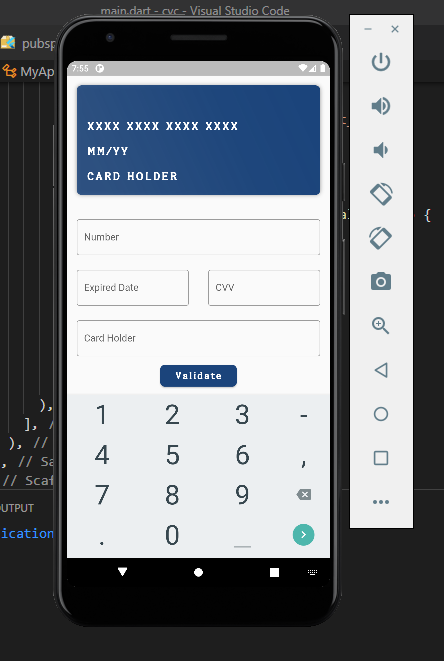 main.dart - cvc - Visual Studio Code
pubsp
MyAp
7:55
XXXX XXXX XXXX XXXX
MM/YY
CARD HOLDER
Number
Expired Date CVV
Card Holder
Validate
1 2 3 -
4 5 6 ,
7 8 9
. 0 _
{
),
], //
), //
, // Sa
// Scaf
OUTPUT
ication